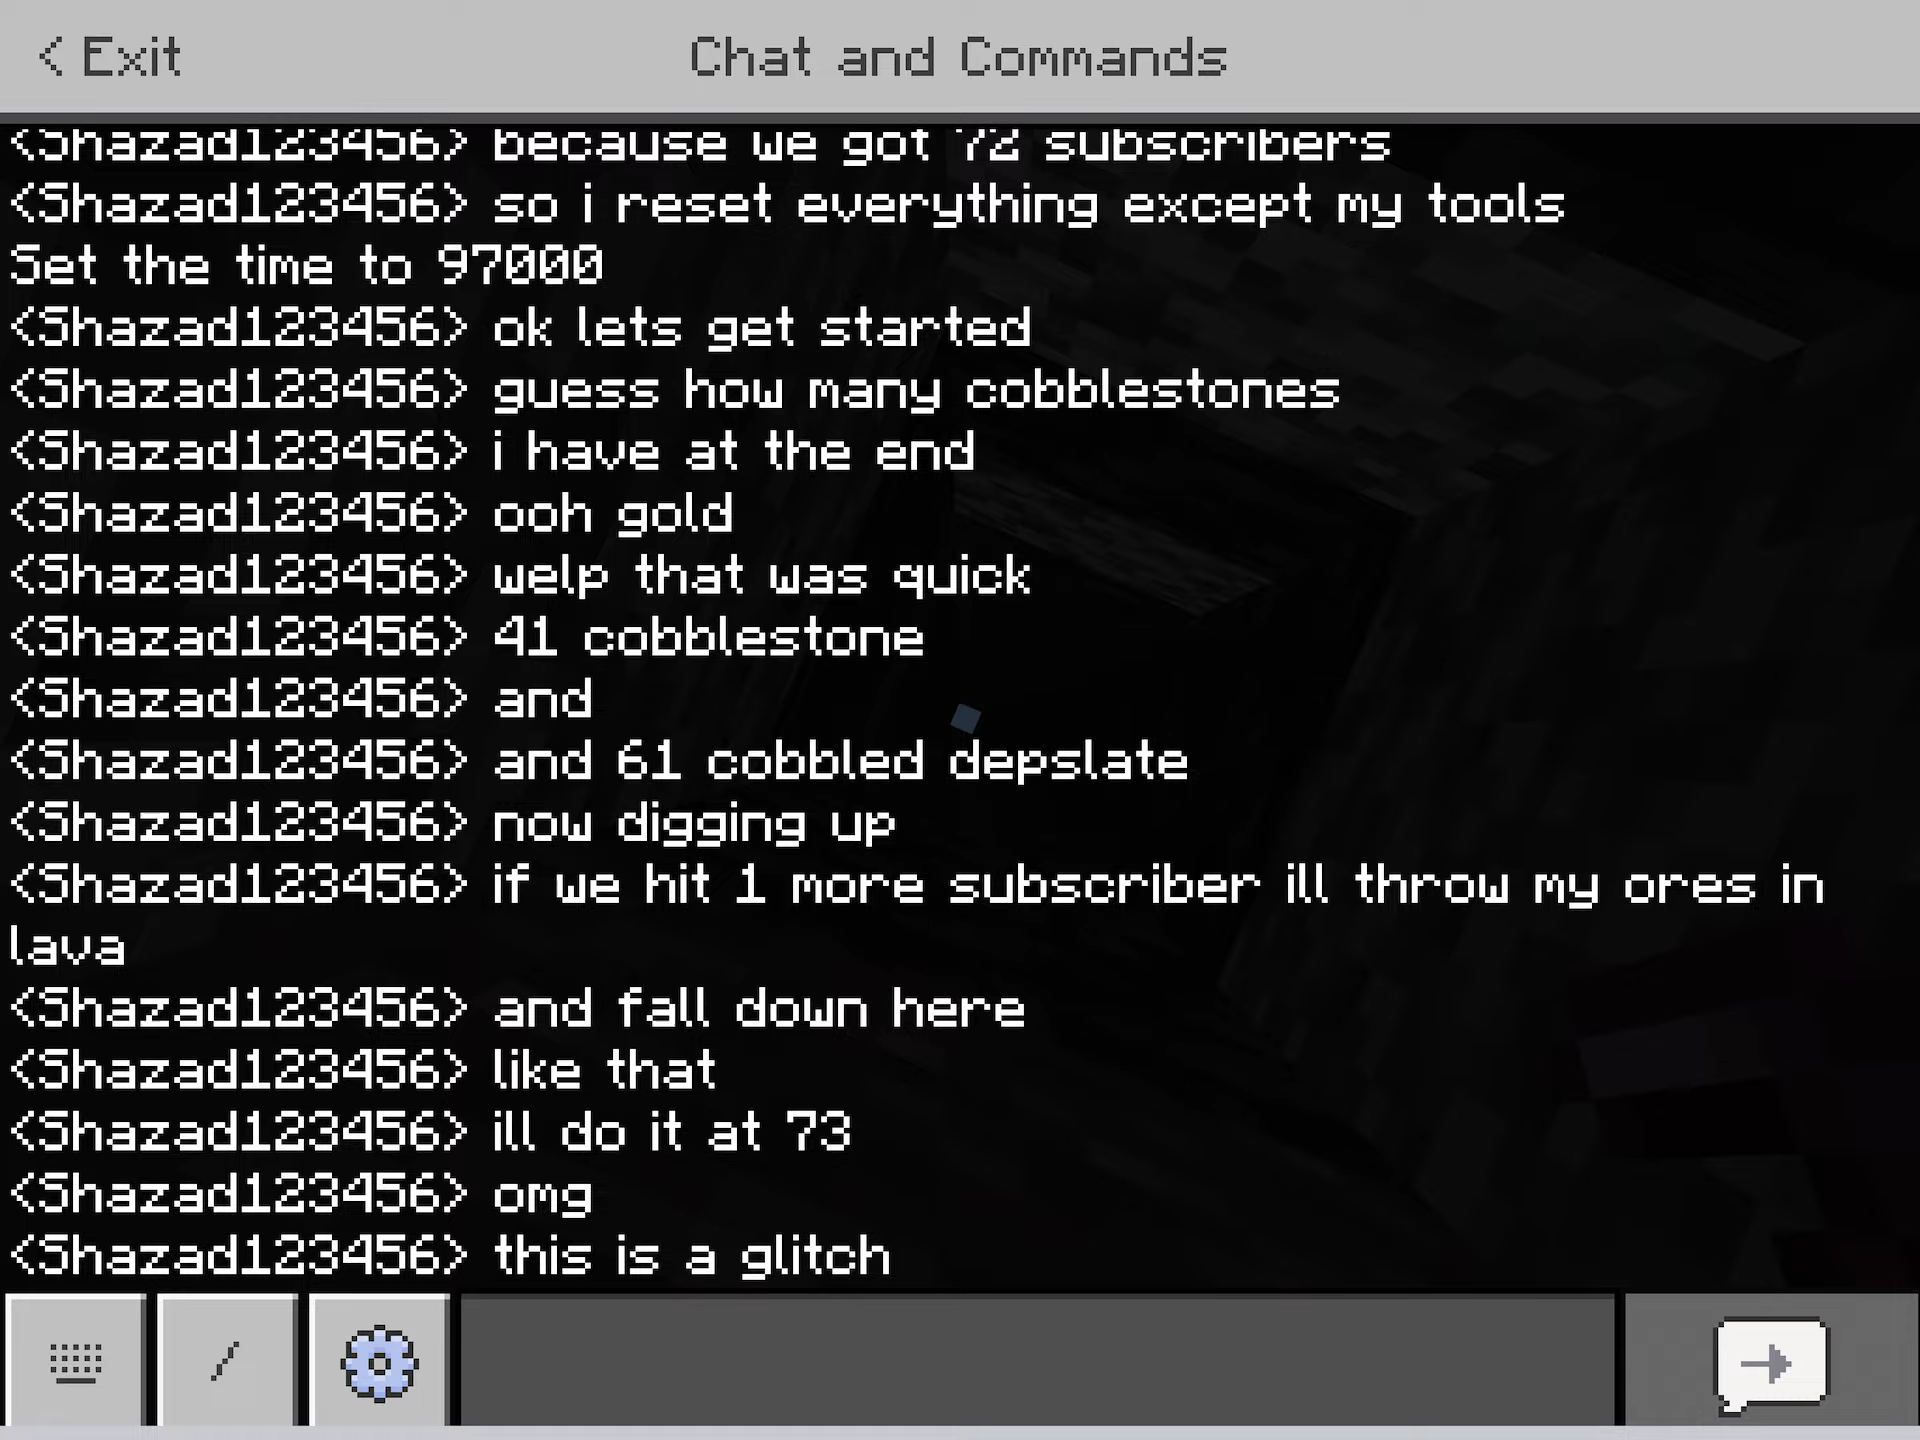 < Exit
Chat and Commands
<Shazad123456> because we got 72 subscribers
<Shazad123456> so i reset everything except my tools
Set the time to 97000
<Shazad123456> ok lets get started
<Shazad123456> guess how many cobblestones
<Shazad123456> i have at the end
<Shazad123456> ooh gold
<Shazad123456> welp that was quick
<Shazad123456> 41 cobblestone
<Shazad123456> and
<Shazad123456> and 61 cobbled depslate
<Shazad123456> now digging up
<Shazad123456> if we hit 1 more subscriber ill throw my ores in
lava
<Shazad123456> and fall down here
<Shazad123456> like that
<Shazad123456> ill do it at 73
<Shazad123456> omg
<Shazad123456> this is a glitch
/